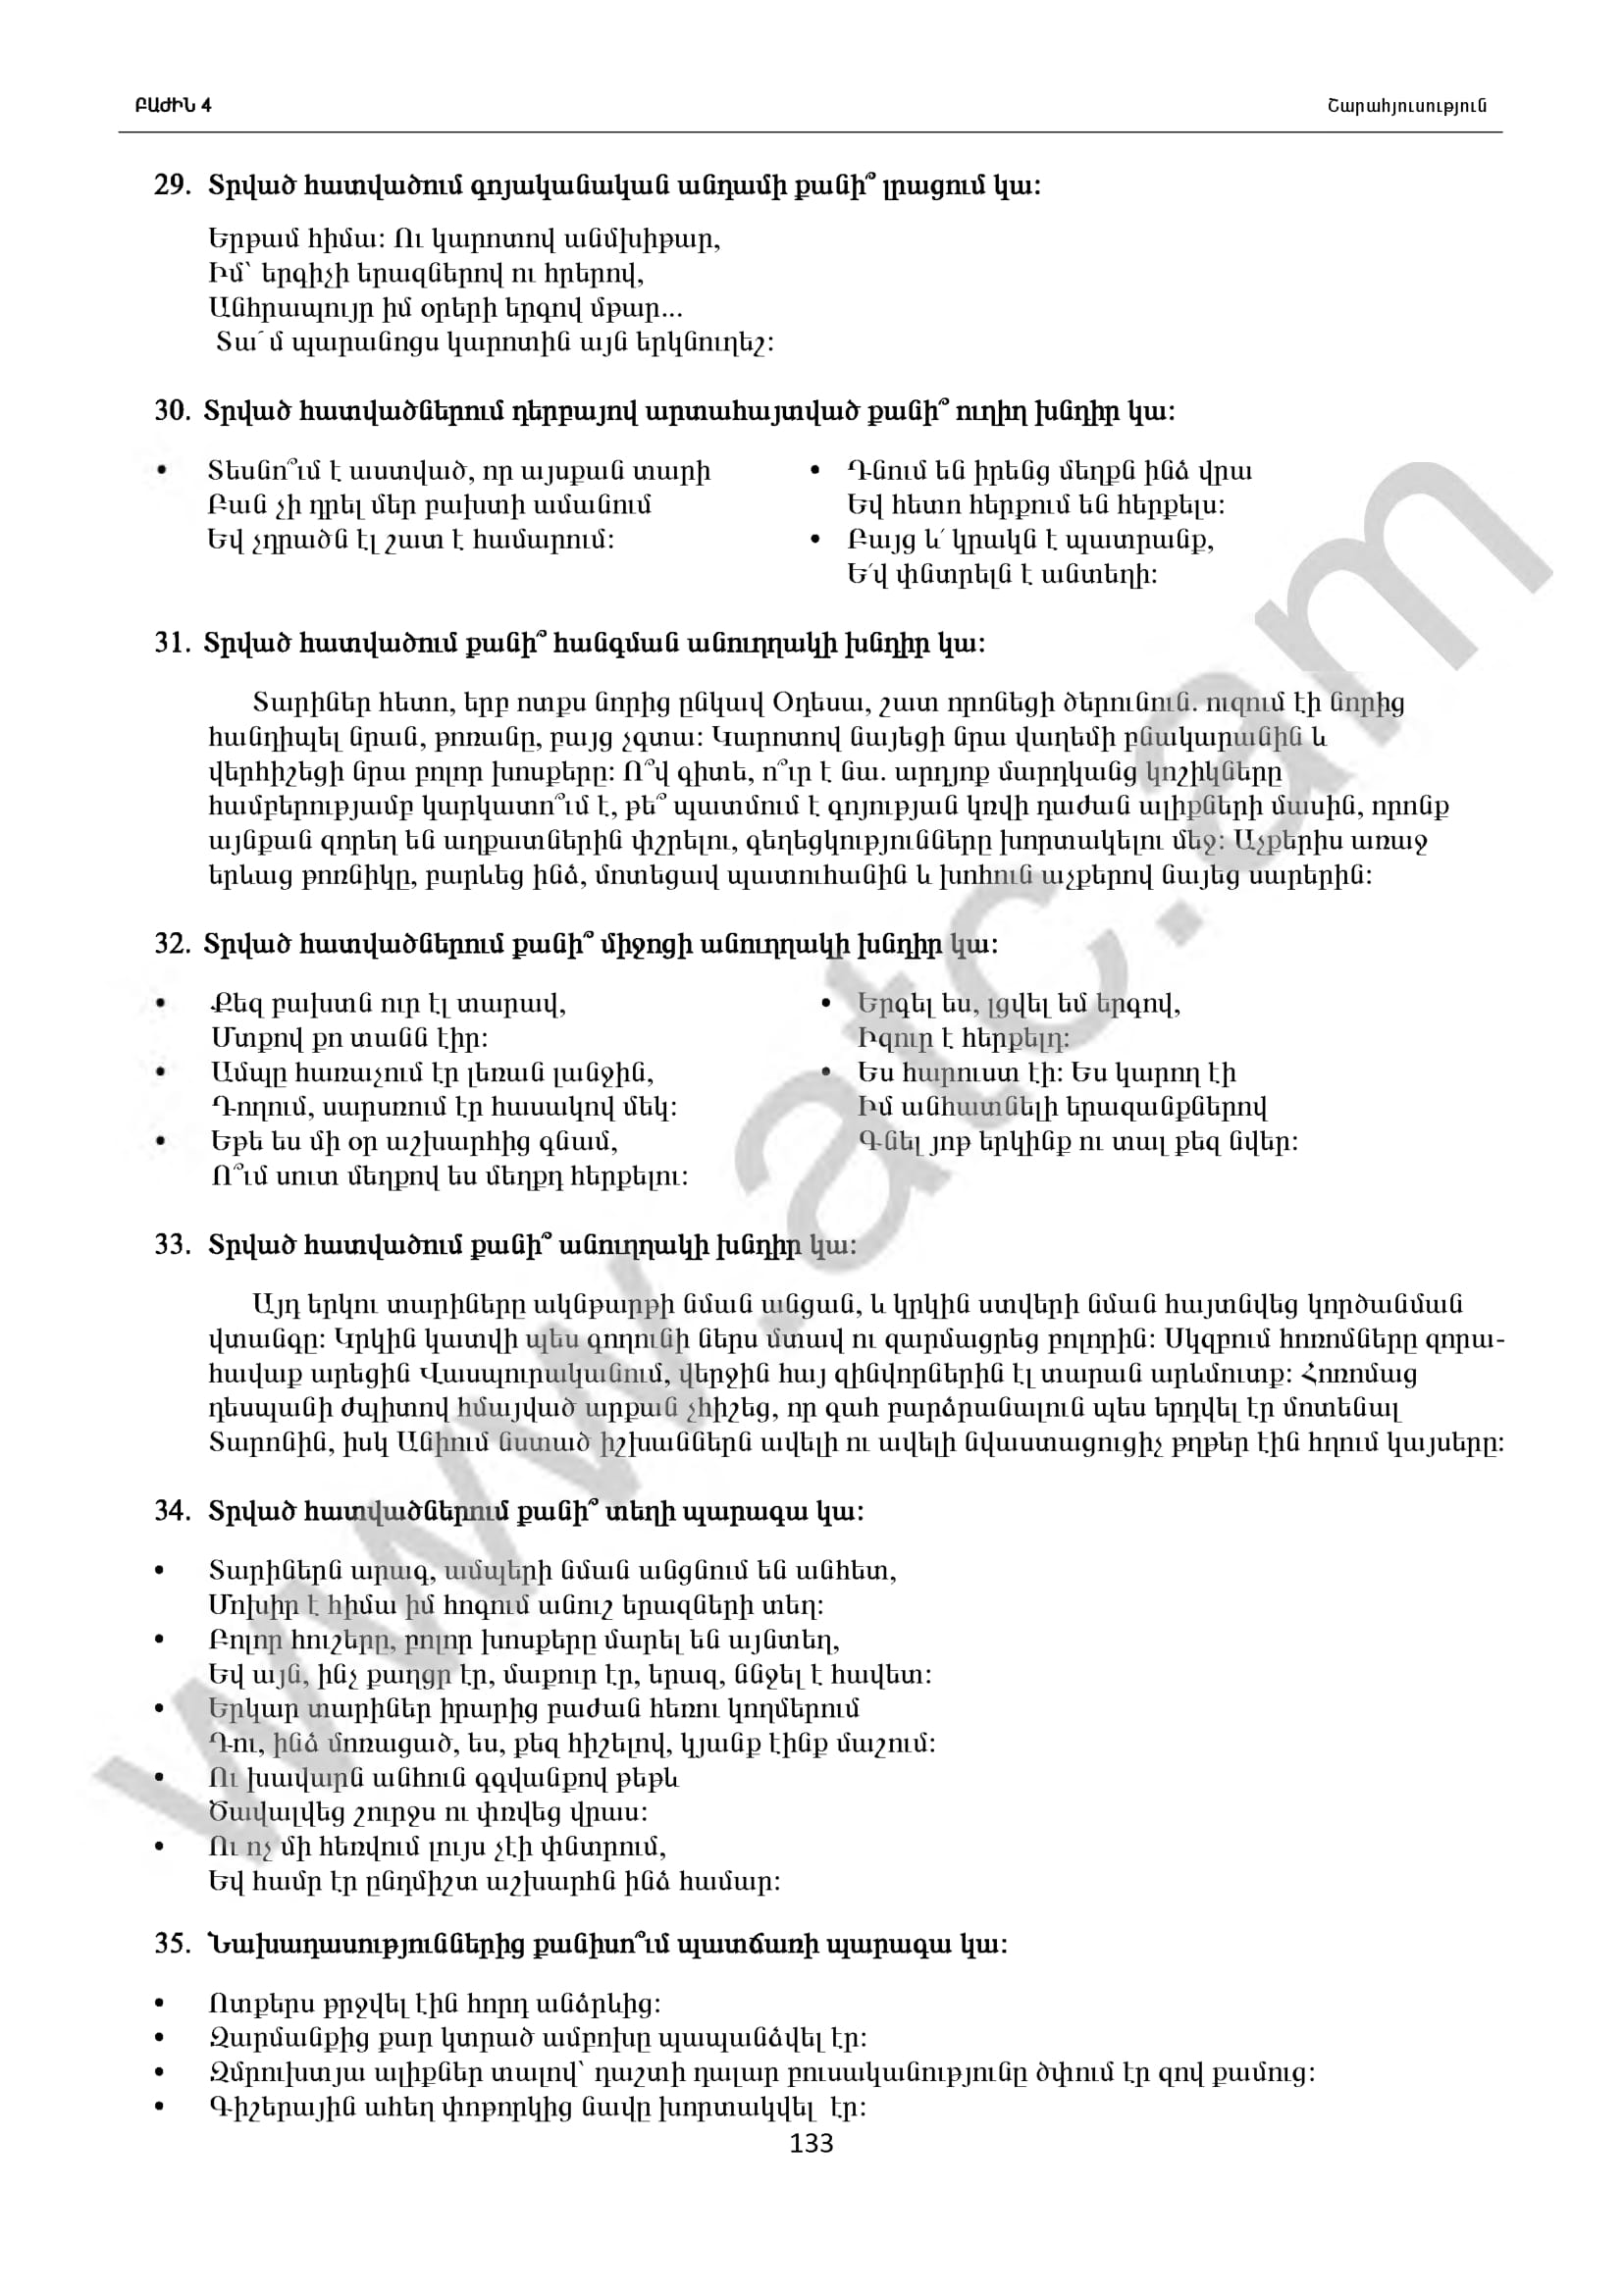 ԲԱԺԻՆ 4 Շարահյուսություն
29. Տրված հատվածում գոյականական անդամի քանի՞ լրացում կա:
Երթամ հիմա: Ու կարոտով անմխիթար,
Իմ՝ երգիչի երազներով ու հրերով,
Անհրապույր իմ օրերի երգով մթար...
Տա՜մ պարանոցս կարոտին այն երկնուղեշ:
30. Տրված հատվածներում դերբայով արտահայտված քանի՞ ուղիղ խնդիր կա:
• Տեսնո՞ւմ է աստված, որ այսքան տարի
Բան չի դրել մեր բախտի ամանում
Եվ չդրածն էլ շատ է համարում:
• Դնում են իրենց մեղքն ինձ վրա
Եվ հետո հերքում են հերքելս:
• Բայց և՛ կրակն է պատրանք,
Ե՛վ փնտրելն է անտեղի:
31. Տրված հատվածում քանի՞ հանգման անուղղակի խնդիր կա:
Տարիներ հետո, երբ ոտքս նորից ընկավ Օդեսա, շատ որոնեցի ծերունուն. ուզում էի նորից
հանդիպել նրան, թոռանը, բայց չգտա: Կարոտով նայեցի նրա վաղեմի բնակարանին և
վերհիշեցի նրա բոլոր խոսքերը: Ո՞վ գիտե, ո՞ւր է նա. արդյոք մարդկանց կոշիկները
համբերությամբ կարկատո՞ւմ է, թե՞ պատմում է գոյության կռվի դաժան ալիքների մասին, որոնք
այնքան զորեղ են աղքատներին փշրելու, գեղեցկությունները խորտակելու մեջ: Աչքերիս առաջ
երևաց թոռնիկը, բարևեց ինձ, մոտեցավ պատուհանին և խոհուն աչքերով նայեց սարերին:
32. Տրված հատվածներում քանի՞ միջոցի անուղղակի խնդիր կա:
• Քեզ բախտն ուր էլ տարավ,
Մտքով քո տանն էիր:
• Ամպը հառաչում էր լեռան լանջին,
Դողում, սարսռում էր հասակով մեկ:
• Եթե ես մի օր աշխարհից գնամ,
Ո՞ւմ սուտ մեղքով ես մեղքդ հերքելու:
• Երգել ես, լցվել եմ երգով,
Իզուր է հերքելդ:
• Ես հարուստ էի: Ես կարող էի
Իմ անհատնելի երազանքներով
Գնել յոթ երկինք ու տալ քեզ նվեր:
33. Տրված հատվածում քանի՞ անուղղակի խնդիր կա:
Այդ երկու տարիները ակնթարթի նման անցան, և կրկին ստվերի նման հայտնվեց կործանման
վտանգը: Կրկին կատվի պես գողունի ներս մտավ ու զարմացրեց բոլորին: Սկզբում հոռոմները զորա-
հավաք արեցին Վասպուրականում, վերջին հայ զինվորներին էլ տարան արևմուտք: Հոռոմաց
դեսպանի ժպիտով հմայված արքան չհիշեց, որ գահ բարձրանալուն պես երդվել էր մոտենալ
Տարոնին, իսկ Անիում նստած իշխաններն ավելի ու ավելի նվաստացուցիչ թղթեր էին հղում կայսերը:
34. Տրված հատվածներում քանի՞ տեղի պարագա կա:
• Տարիներն արագ, ամպերի նման անցնում են անհետ,
Մոխիր է հիմա իմ հոգում անուշ երազների տեղ:
• Բոլոր հուշերը, բոլոր խոսքերը մարել են այնտեղ,
Եվ այն, ինչ քաղցր էր, մաքուր էր, երազ, ննջել է հավետ:
• Երկար տարիներ իրարից բաժան հեռու կողմերում
Դու, ինձ մոռացած, ես, քեզ հիշելով, կյանք էինք մաշում:
• Ու խավարն անհուն գգվանքով թեթև
Ծավալվեց շուրջս ու փռվեց վրաս:
• Ու ոչ մի հեռվում լույս չէի փնտրում,
Եվ համր էր ընդմիշտ աշխարհն ինձ համար:
35. Նախադասություններից քանիսո՞ւմ պատճառի պարագա կա:
• Ոտքերս թրջվել էին հորդ անձրևից:
• Զարմանքից քար կտրած ամբոխը պապանձվել էր:
• Զմրուխտյա ալիքներ տալով՝ դաշտի դալար բուսականությունը ծփում էր զով քամուց:
• Գիշերային ահեղ փոթորկից նավը խորտակվել էր:
133
www.atc.am